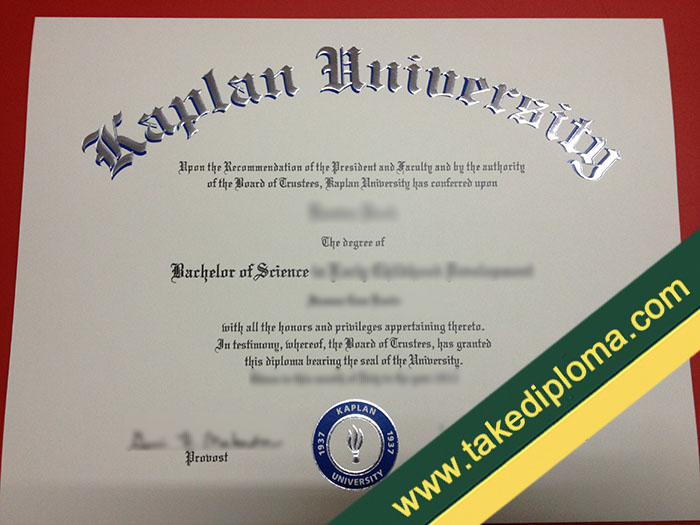 Kaplan University
Upon the Recommendation of the President and Faculty and by the authority
of the Board of Trustees, Kaplan University has conferred upon
The degree of
Bachelor of Science
with all the honors and privileges appertaining thereto.
In testimony, whereof, the Board of Trustees, has granted
this diploma bearing the seal of the University.
Provost
KAPLAN
1937 1937
UNIVERSITY
www.takediploma.com